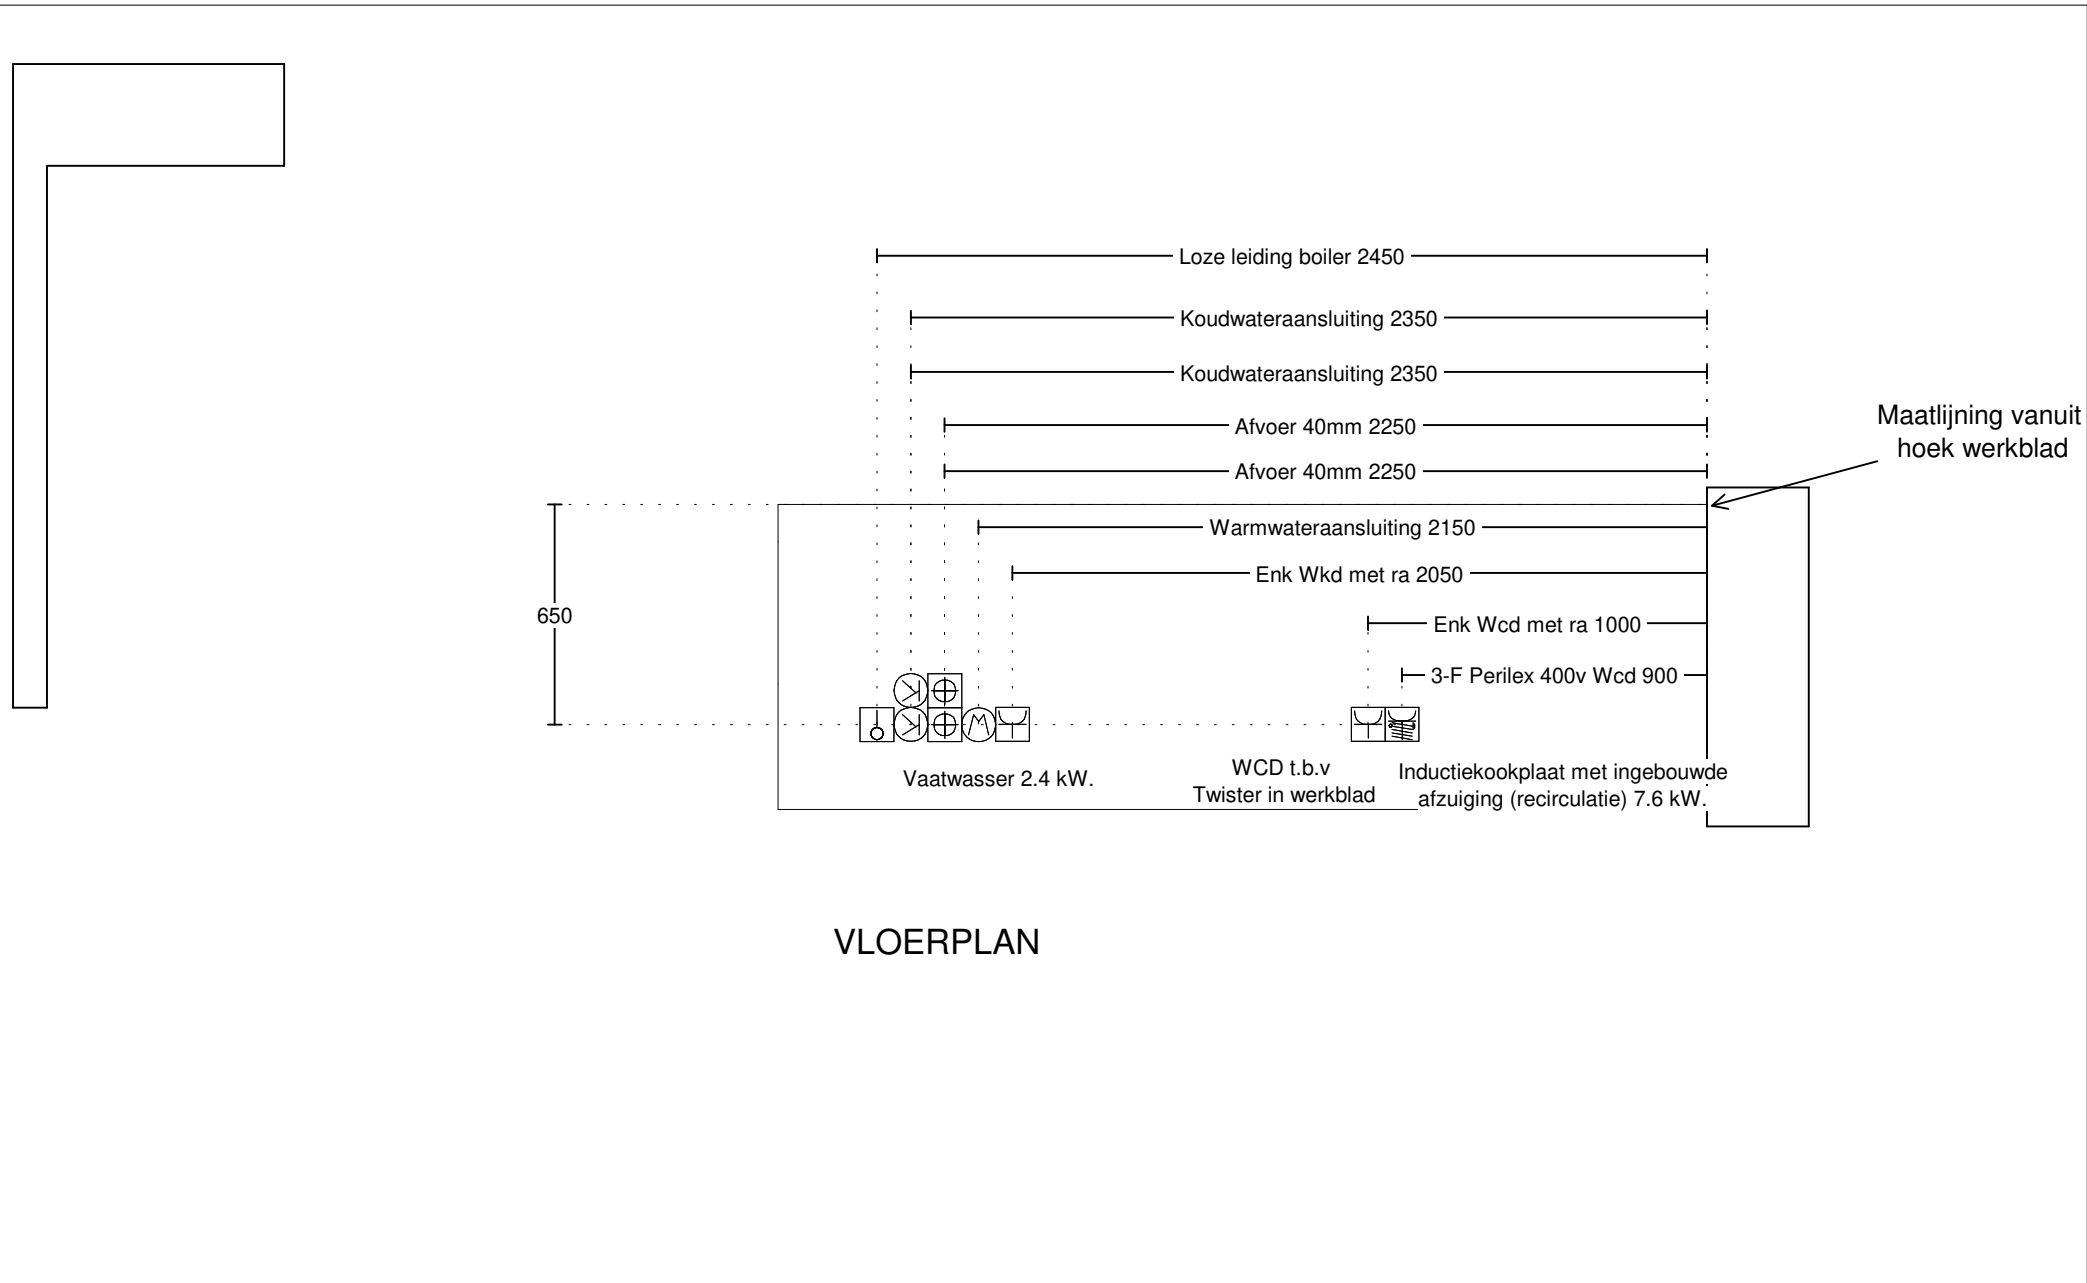 Loze leiding boiler 2450
Koudwateraansluiting 2350
Koudwateraansluiting 2350
Maatlijning vanuit
hoek werkblad
Afvoer 40mm 2250
Afvoer 40mm 2250
Warmwateraansluiting 2150
Enk Wkd met ra 2050
650
Enk Wcd met ra 1000
3-F Perilex 400v Wcd 900
Vaatwasser 2.4 kW.
WCD t.b.v
Twister in werkblad
Inductiekookplaat met ingebouwde
afzuiging (recirculatie) 7.6 kW.
VLOERPLAN